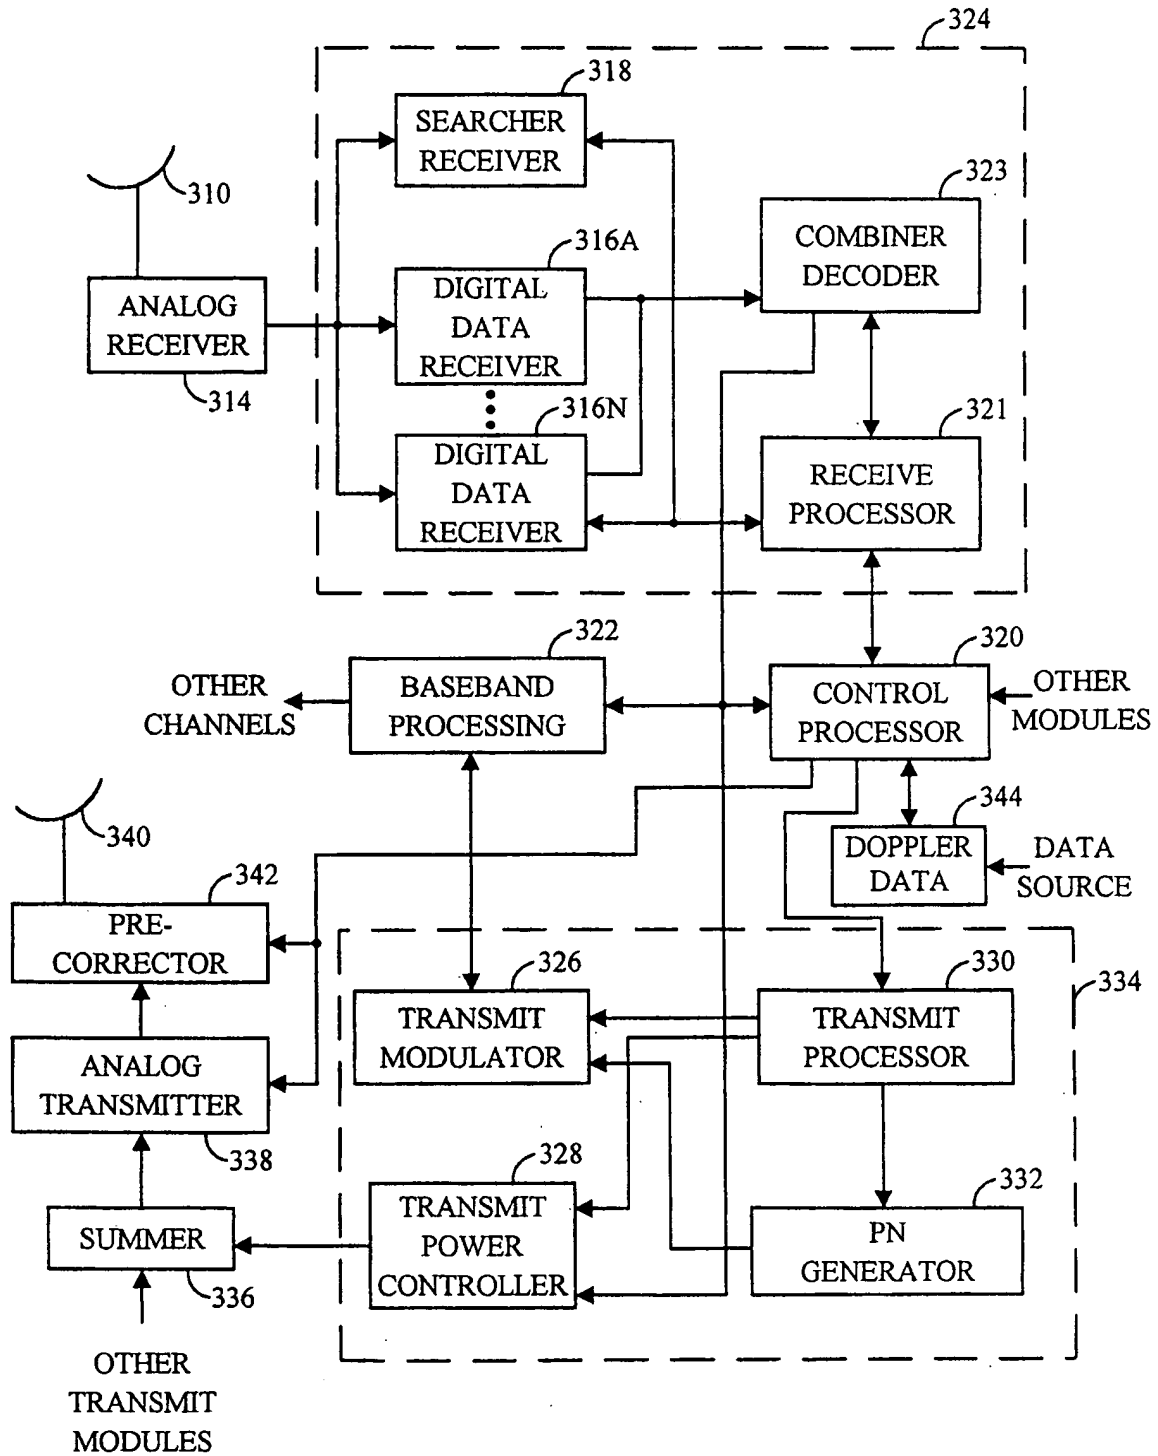 324
318
SEARCHER
RECEIVER
310
323
COMBINER
DECODER
316A
DIGITAL
DATA
RECEIVER
ANALOG
RECEIVER
314
316N
DIGITAL
DATA
RECEIVER
321
RECEIVE
PROCESSOR
322
BASEBAND
PROCESSING
OTHER
CHANNELS
320
CONTROL
PROCESSOR
OTHER
MODULES
344
DOPPLER
DATA
DATA
SOURCE
340
342
PRE-
CORRECTOR
326
TRANSMIT
MODULATOR
330
TRANSMIT
PROCESSOR
334
ANALOG
TRANSMITTER
338
328
TRANSMIT
POWER
CONTROLLER
332
PN
GENERATOR
SUMMER
336
OTHER
TRANSMIT
MODULES